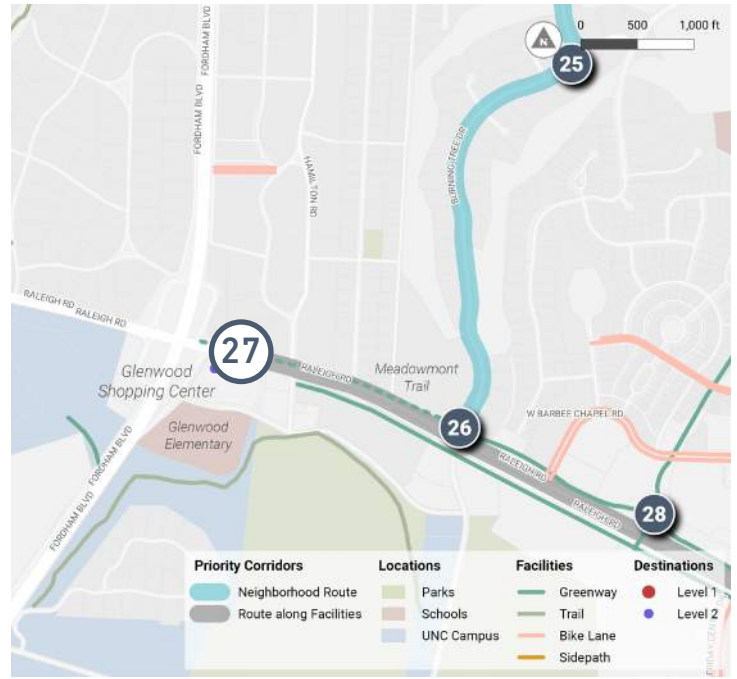 0 500 1,000 ft
N
25
FORDHAM BLVD
FORDHAM BLVD
HAMILTON RD
BURNING TREE DR
RALEIGH RD
RALEIGH RD
27
RALEIGH RD
Glenwood
Shopping Center
Meadowmont
Trail
26
W BARBEE CHAPEL RD
Glenwood
Elementary
RALEIGH RD
RALEIGH RD
28
FORDHAM BLVD
FORDHAM BLVD
Priority Corridors
Neighborhood Route
Route along Facilities
Locations
Parks
Schools
UNC Campus
Facilities
Greenway
Trail
Bike Lane
Sidepath
Destinations
Level 1
Level 2